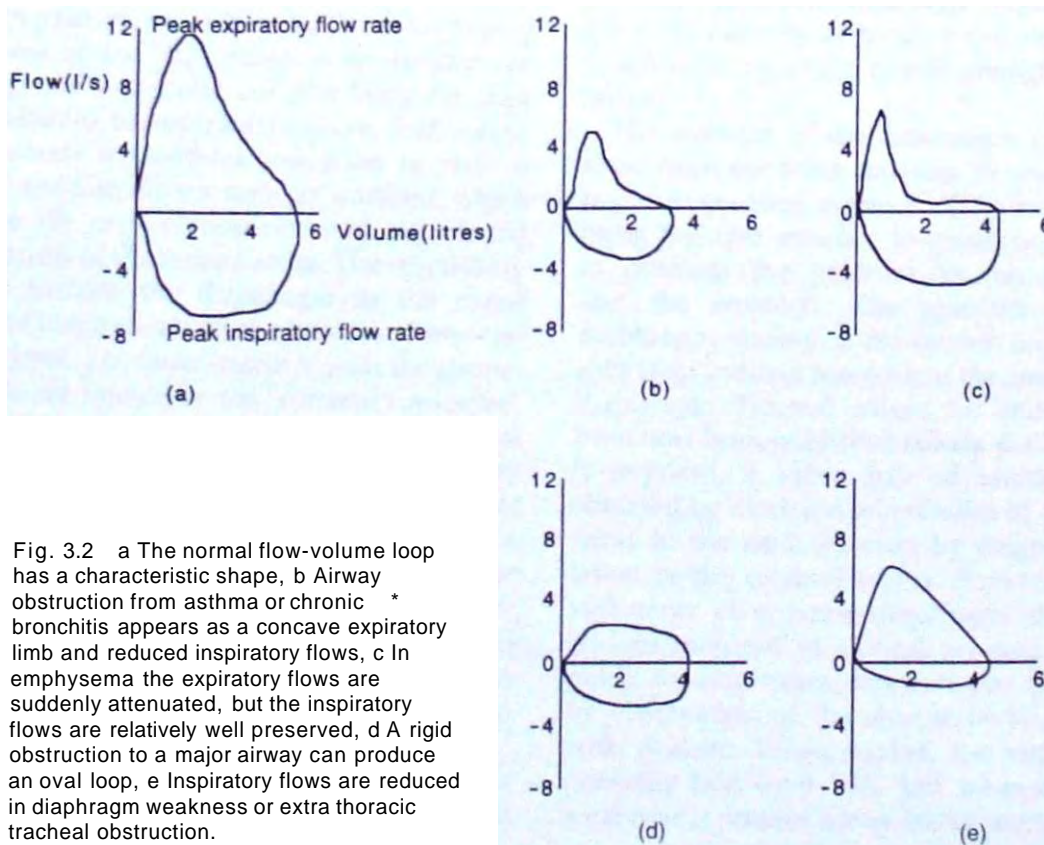 12
Peak expiratory flow rate
Flow(l/s)
8
4
0
2 4 6 Volume(litres)
-4
-8
Peak inspiratory flow rate
(a)
12
8
4
0
2 4 6
-4
-8
(b)
12
8
4
0
2 4 6
-4
-8
(c)
Fig. 3.2 a The normal flow-volume loop
has a characteristic shape, b Airway
obstruction from asthma or chronic *
bronchitis appears as a concave expiratory
limb and reduced inspiratory flows, c In
emphysema the expiratory flows are
suddenly attenuated, but the inspiratory
flows are relatively well preserved, d A rigid
obstruction to a major airway can produce
an oval loop, e Inspiratory flows are reduced
in diaphragm weakness or extra thoracic
tracheal obstruction.
12
8
4
0
2 4 6
-4
-8
(d)
12
8
4
0
2 4 6
-4
-8
(e)